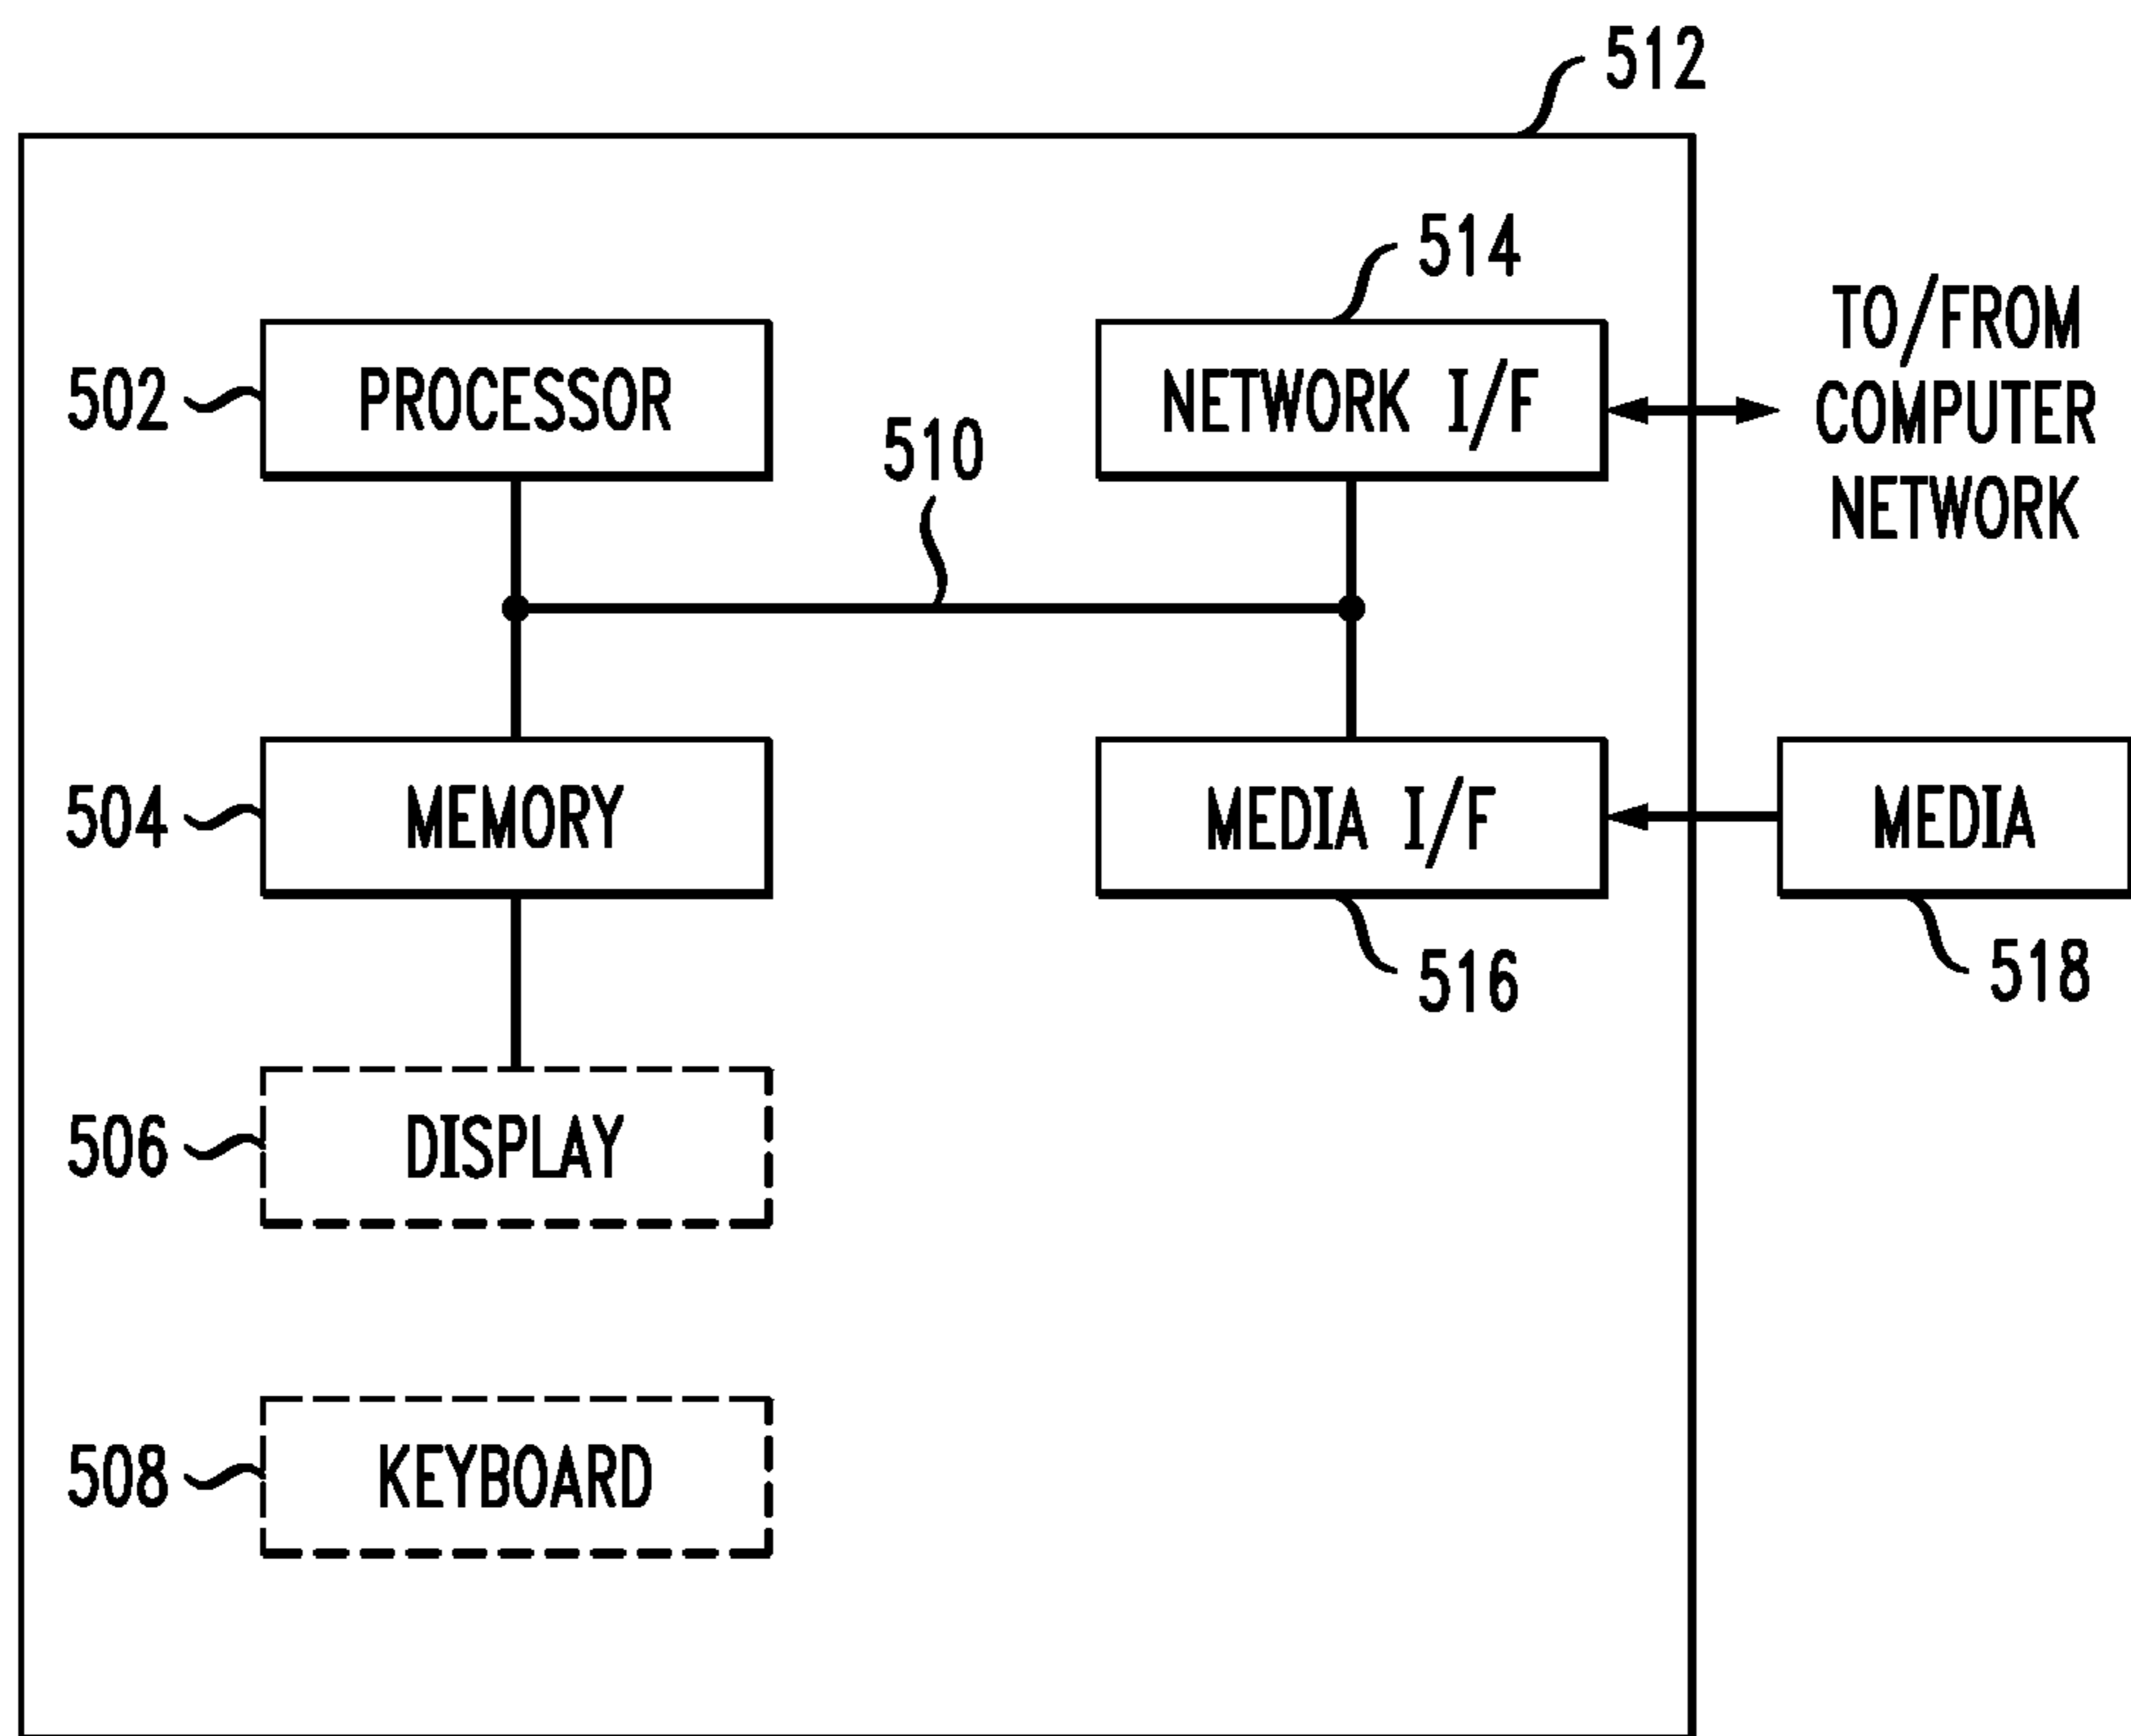 512
514
502
PROCESSOR
NETWORK I/F
TO/FROM
COMPUTER
NETWORK
510
504
MEMORY
MEDIA I/F
MEDIA
516
518
506
DISPLAY
508
KEYBOARD